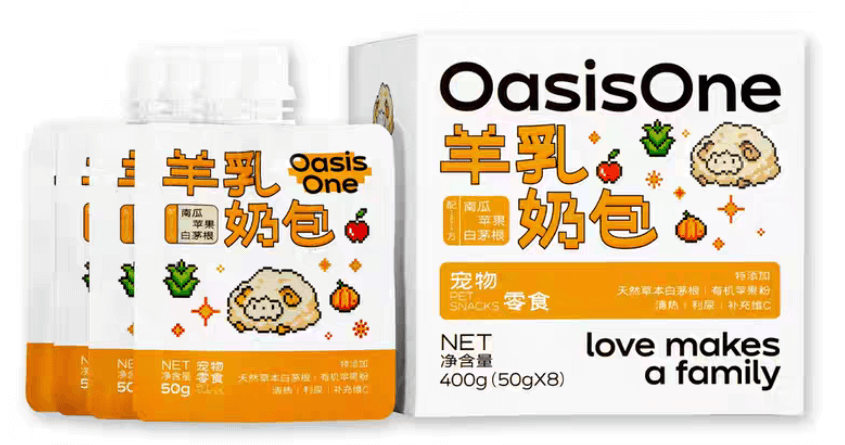 OasisOne
羊乳
奶包
配方
南瓜
苹果
白茅根
宠物
PET
SNACKS
零食
特添加
天然草本白茅根|有机苹果粉
清热|利尿|补充维C
NET
净含量
400g(50gX8)
love makes
a family
羊乳
奶包
Oasis
One
配方
南瓜
苹果
白茅根
NET
净含量
50g
宠物
零食
特添加
天然草本白茅根|有机苹果粉
清热|利尿|补充维C